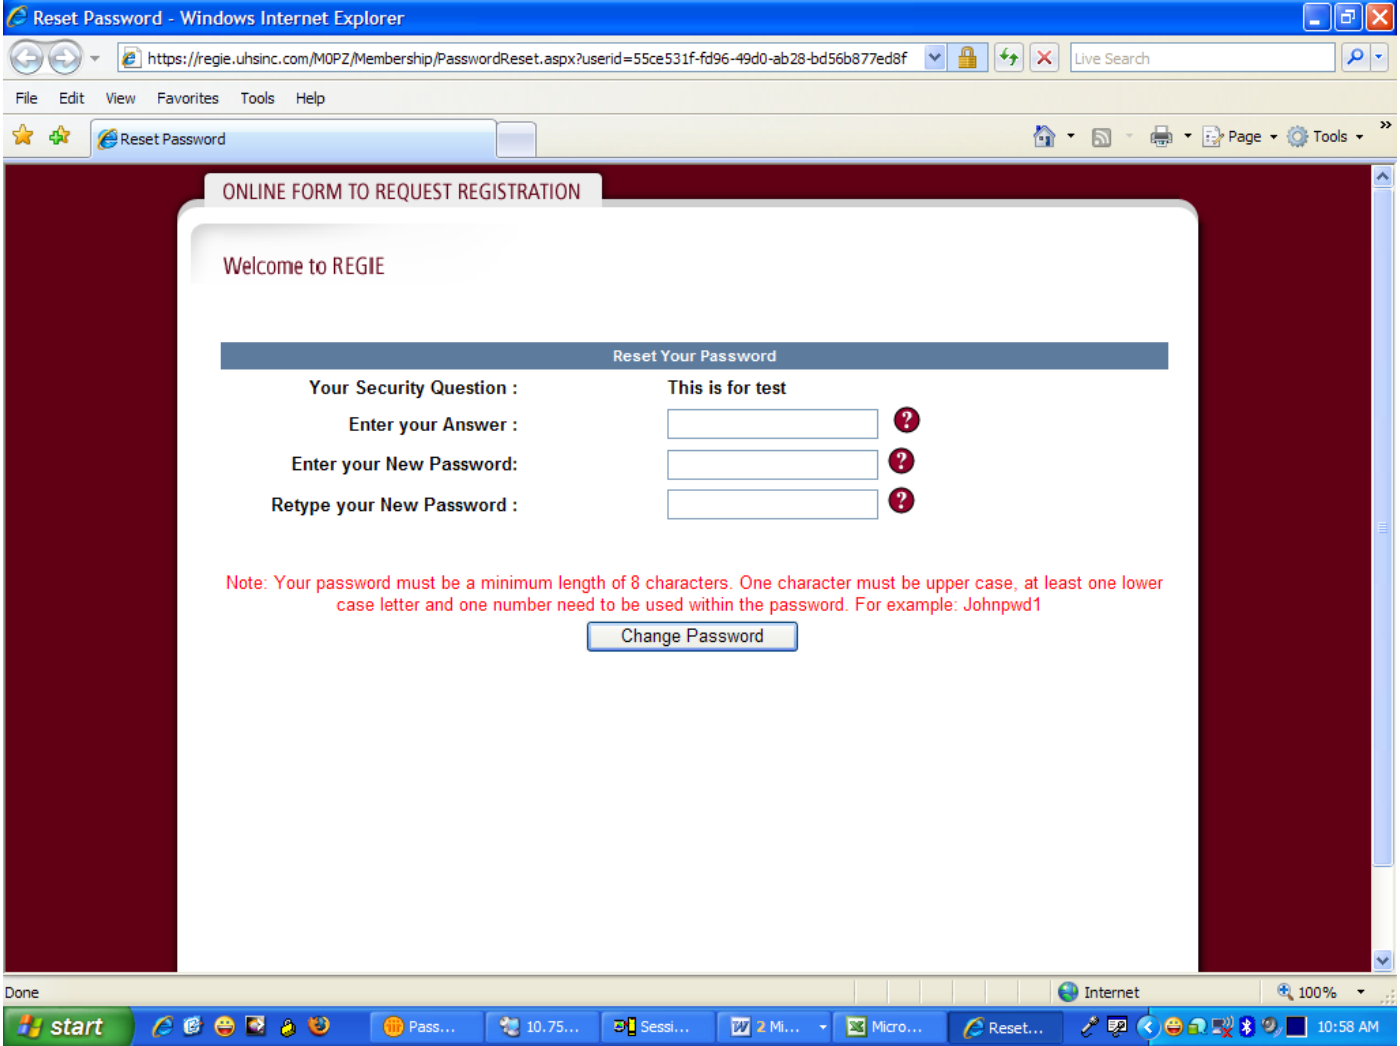 Reset Password - Windows Internet Explorer
https://regie.uhsinc.com/M0PZ/Membership/PasswordReset.aspx?userid=55ce531f-fd96-49d0-ab28-bd56b877ed8f
Live Search
File Edit View Favorites Tools Help
Reset Password
Page Tools
ONLINE FORM TO REQUEST REGISTRATION
Welcome to REGIE
Reset Your Password
Your Security Question : This is for test
Enter your Answer :
Enter your New Password:
Retype your New Password :
Note: Your password must be a minimum length of 8 characters. One character must be upper case, at least one lower
case letter and one number need to be used within the password. For example: Johnpwd1
Change Password
Done Internet 100%
start Pass... 10.75... Sessi... 2 Mi... Micro... Reset... 10:58 AM